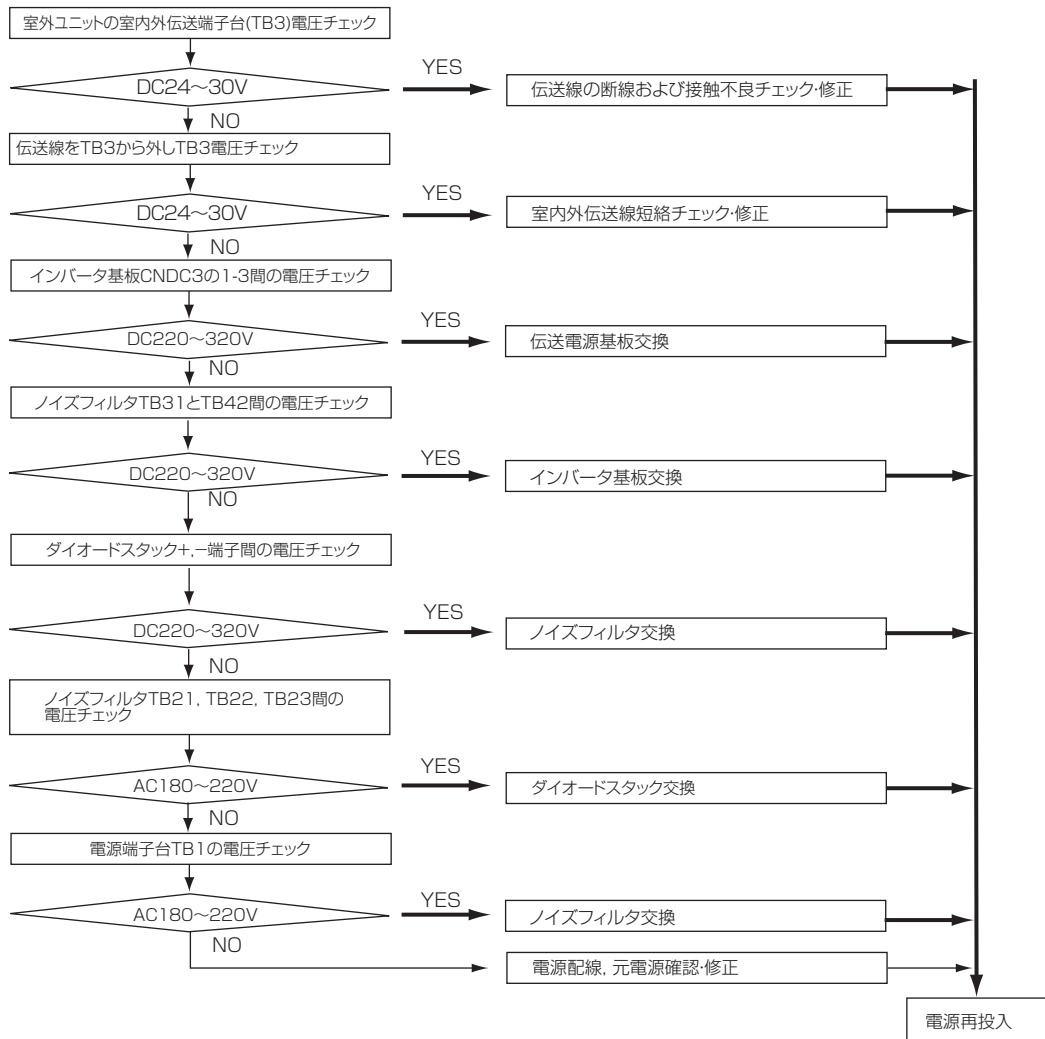 室外ユニットの室内外伝送端子台(TB3)電圧チェック
DC24～30V
YES
伝送線の断線および接触不良チェック･修正
NO
伝送線をTB3から外しTB3電圧チェック
DC24～30V
YES
室内外伝送線短絡チェック･修正
NO
インバータ基板CNDC3の1-3間の電圧チェック
DC220～320V
YES
伝送電源基板交換
NO
ノイズフィルタTB31とTB42間の電圧チェック
DC220～320V
YES
インバータ基板交換
NO
ダイオードスタック+,−端子間の電圧チェック
DC220～320V
YES
ノイズフィルタ交換
NO
ノイズフィルタTB21, TB22, TB23間の
電圧チェック
AC180～220V
YES
ダイオードスタック交換
NO
電源端子台TB1の電圧チェック
AC180～220V
YES
ノイズフィルタ交換
NO
電源配線, 元電源確認･修正
電源再投入